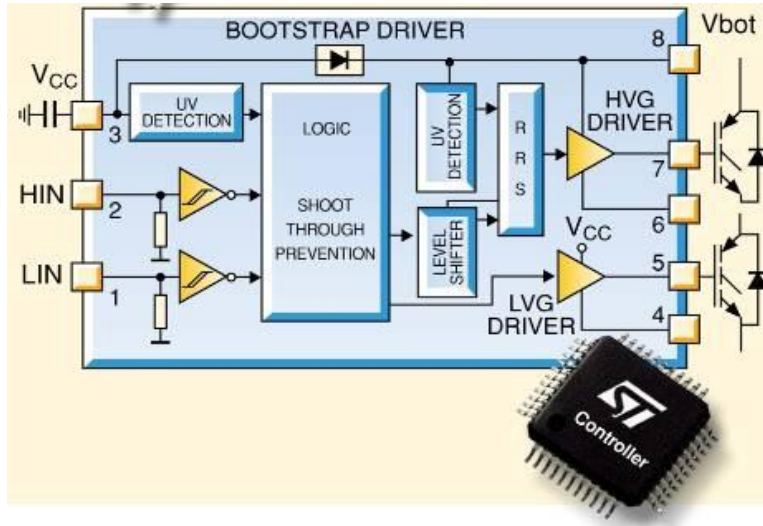 BOOTSTRAP DRIVER
8
Vbot
VCC
3
UV
DETECTION
LOGIC
SHOOT
THROUGH
PREVENTION
UV
DETECTION
R
R
S
HVG
DRIVER
7
HIN
2
6
LEVEL
SHIFTER
VCC
LIN
1
5
LVG
DRIVER
4
ST
Controller